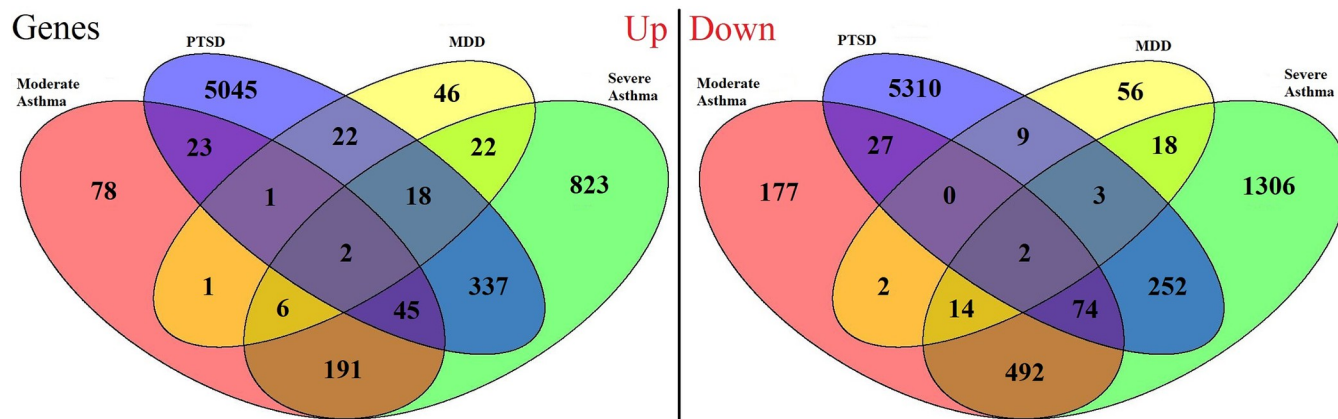 Genes
Up
PTSD
MDD
Moderate
Asthma
Severe
Asthma
5045
46
23
22
22
78
1
18
823
2
1
6
45
337
191
Down
PTSD
MDD
Moderate
Asthma
Severe
Asthma
5310
56
27
9
18
177
0
3
1306
2
2
14
74
252
492